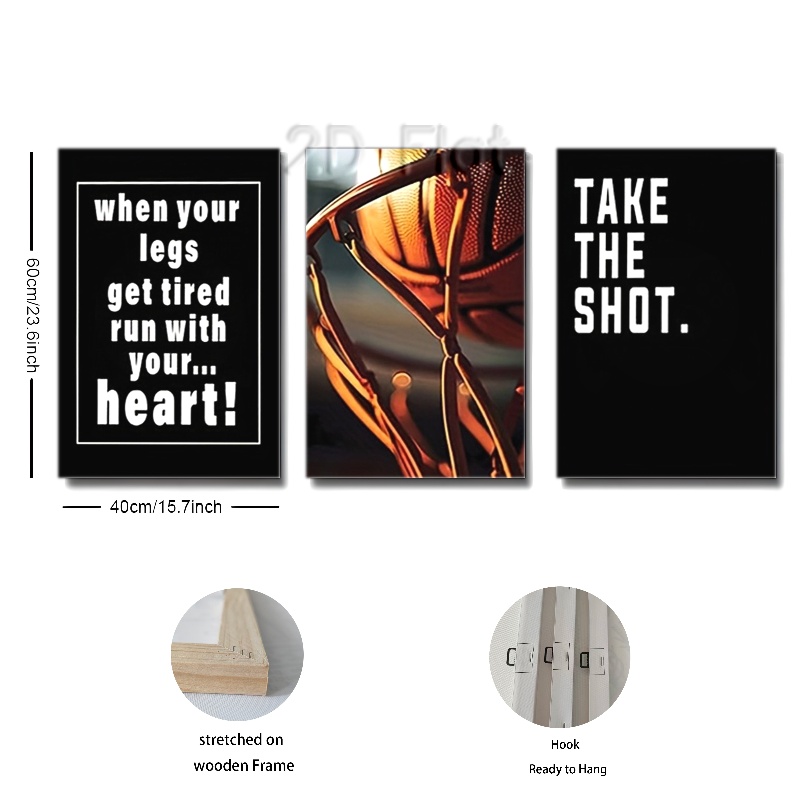 2D Flat
when your
legs
get tired
run with
your...
heart!
TAKE
THE
SHOT.
60cm/23.6inch
40cm/15.7inch
stretched on
wooden Frame
Hook
Ready to Hang